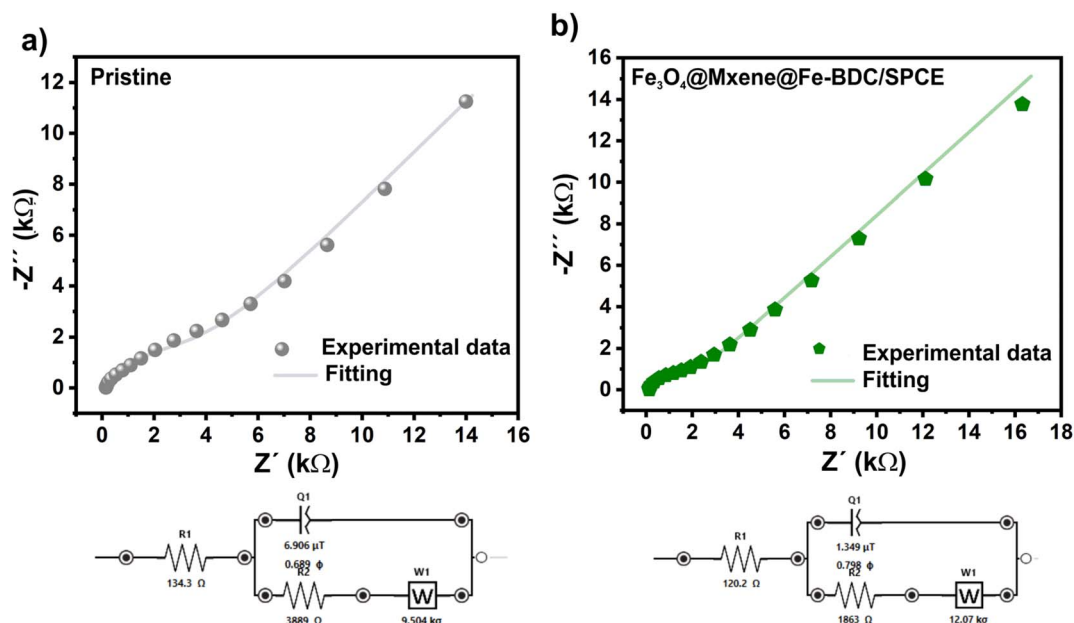 a)
Pristine
12
10
8
6
4
2
0
-Z´´ (kΩ)
Experimental data
Fitting
0 2 4 6 8 10 12 14 16
Z´ (kΩ)
Q1
6.906 µT
0.689 ϕ
R1
134.3 Ω
R2
3889 Ω
W1
W
9.504 kσ
b)
Fe₃O₄@Mxene@Fe-BDC/SPCE
16
14
12
10
8
6
4
2
0
-Z´´ (kΩ)
Experimental data
Fitting
0 2 4 6 8 10 12 14 16 18
Z´ (kΩ)
Q1
1.349 µT
0.798 ϕ
R1
120.2 Ω
R2
1863 Ω
W1
W
12.07 kσ